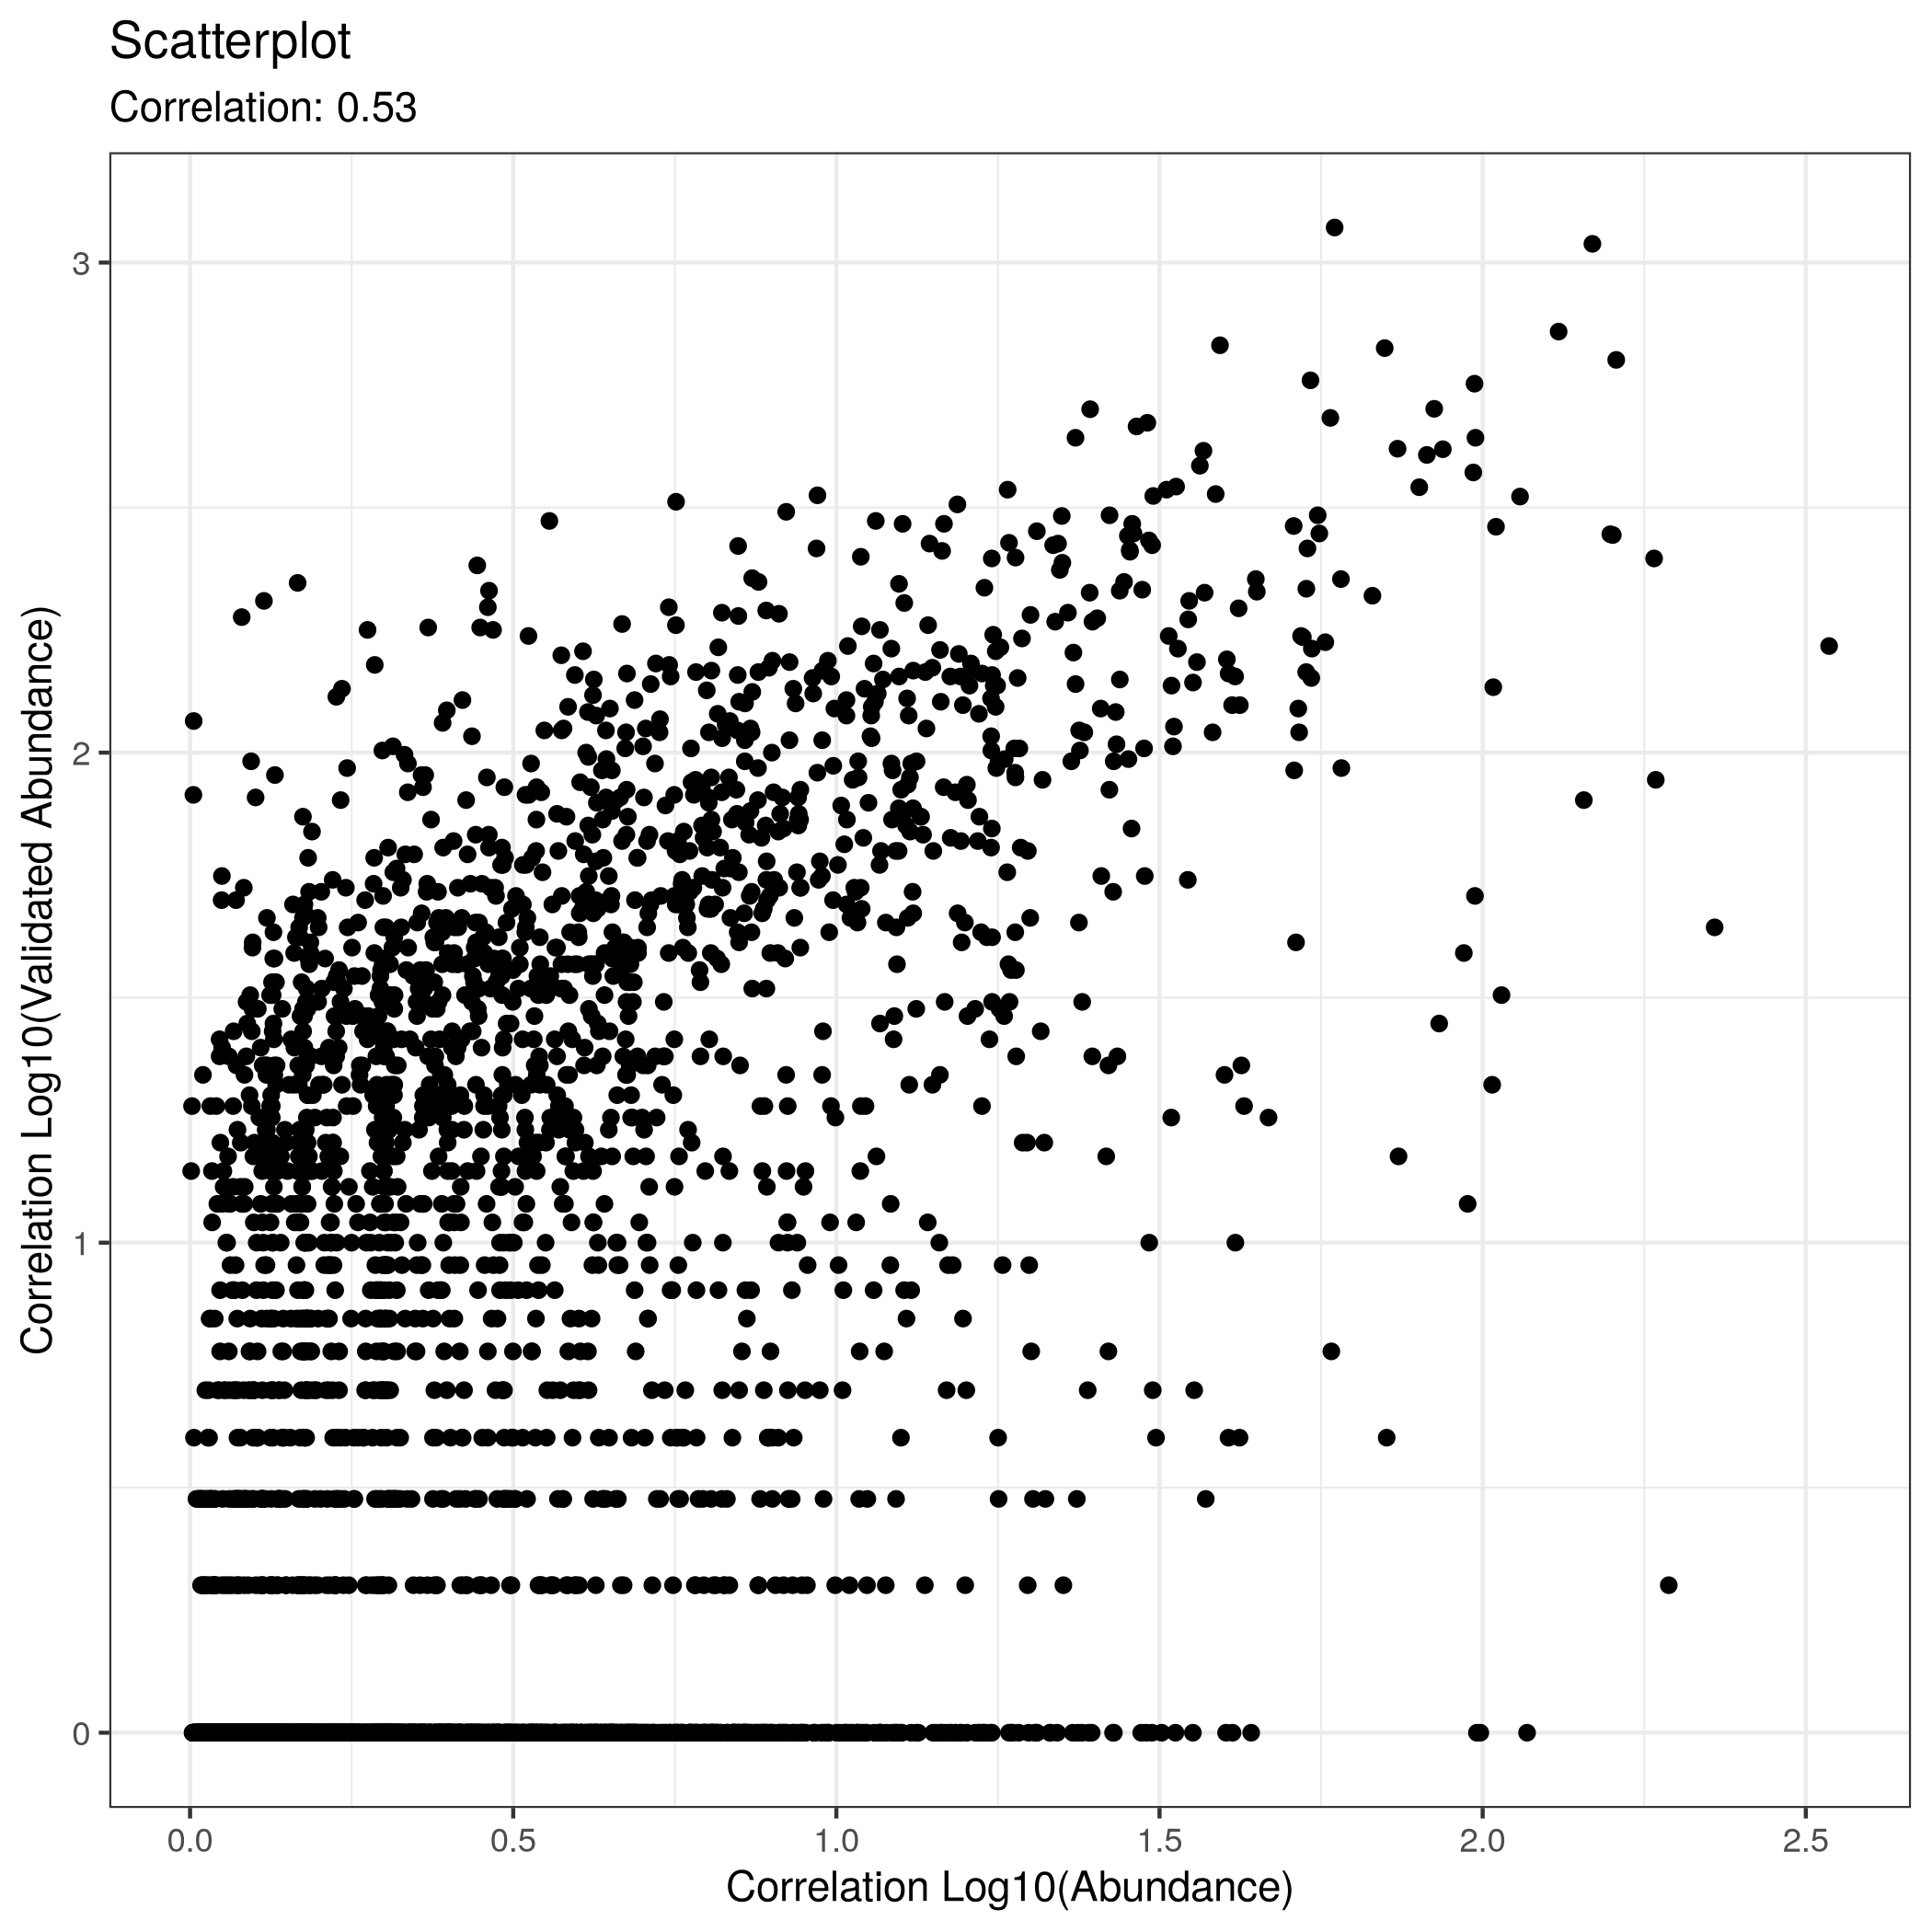 Scatterplot
Correlation: 0.53
3
2
1
0
Correlation Log10(Validated Abundance)
0.0 0.5 1.0 1.5 2.0 2.5
Correlation Log10(Abundance)